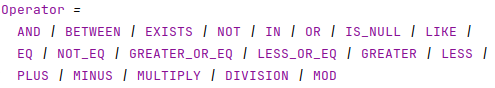 Operator =
AND / BETWEEN / EXISTS / NOT / IN / OR / IS_NULL / LIKE /
EQ / NOT_EQ / GREATER_OR_EQ / LESS_OR_EQ / GREATER / LESS /
PLUS / MINUS / MULTIPLY / DIVISION / MOD